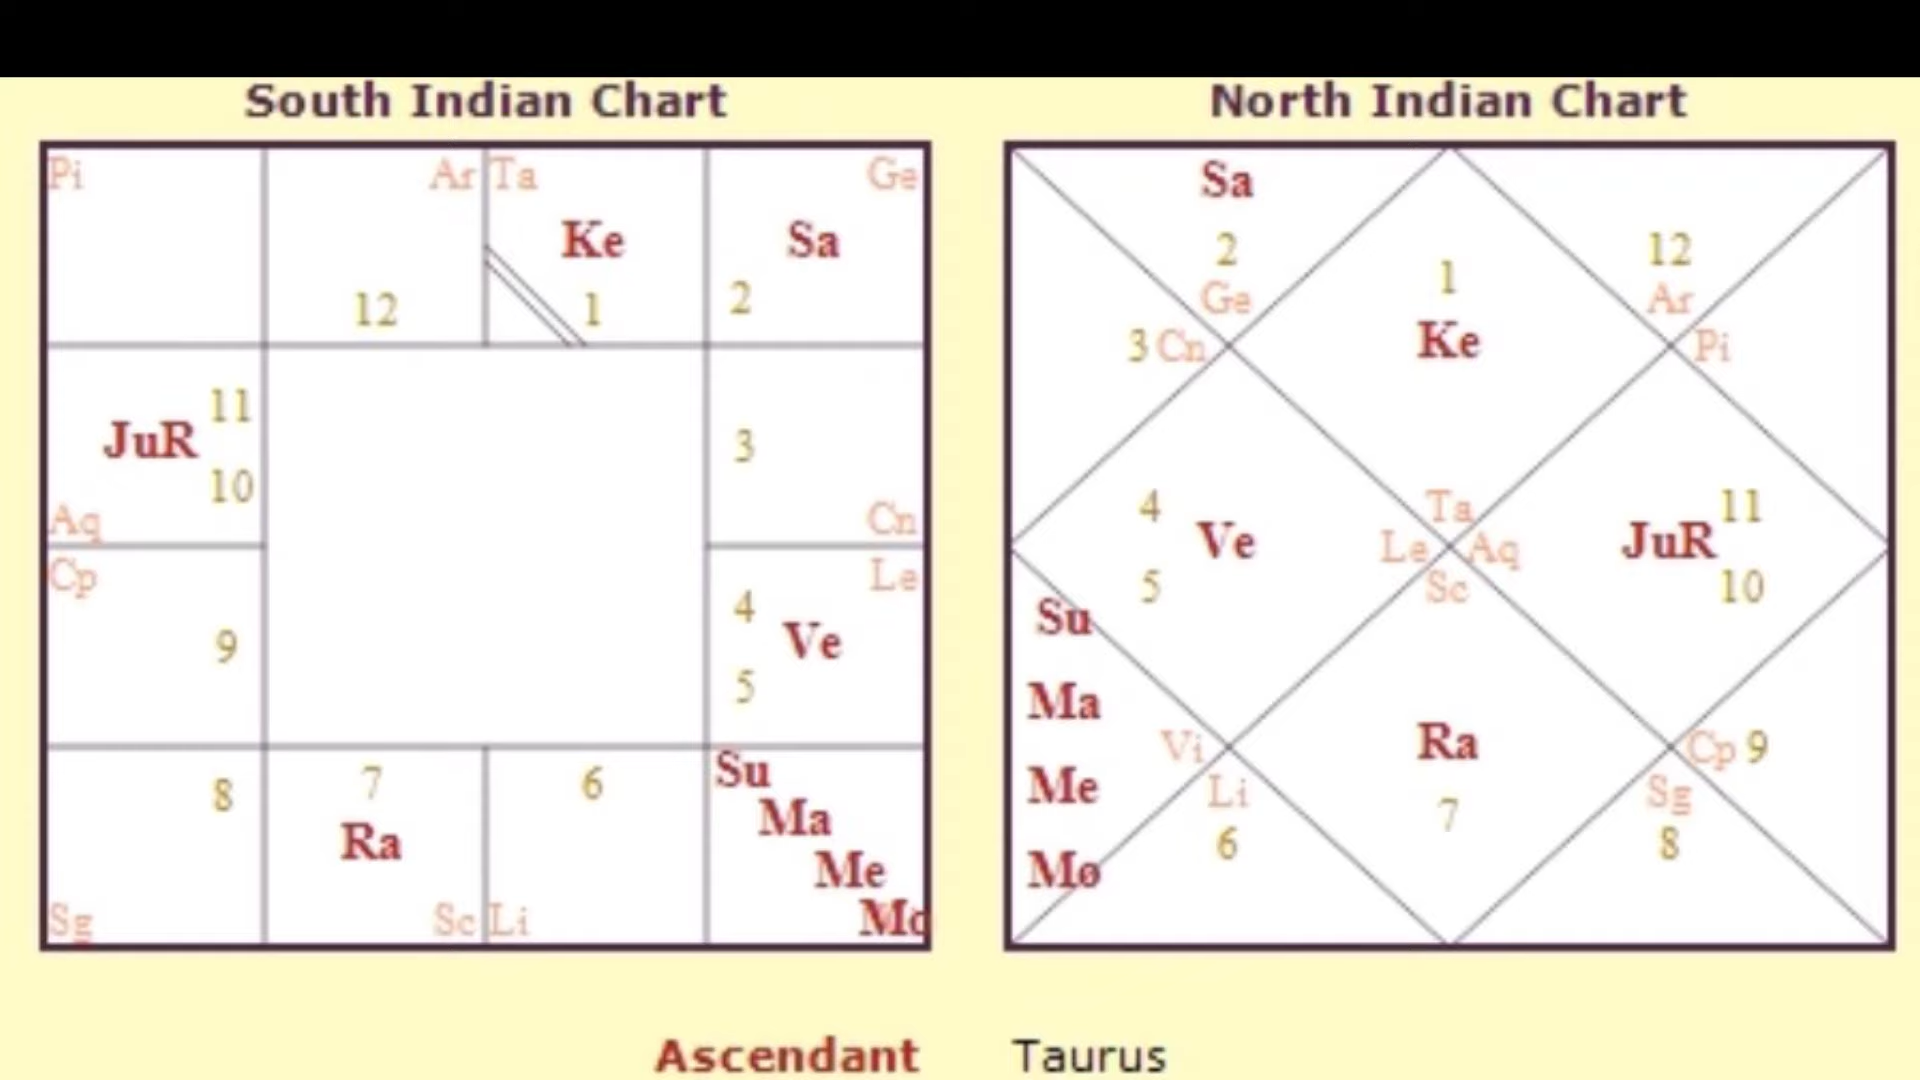 South Indian Chart
Pi
Ar
Ta
Ge
Ke
Sa
12
1
2
11
JuR
10
3
Aq
Cn
Cp
Le
4
9
Ve
5
Su
8
7
6
Ma
Ra
Me
Mo
Sg
Sc
Li
North Indian Chart
Sa
2
12
Ge
1
Ar
3 Cn
Ke
Pi
4
Ta
11
Ve
Le
Aq
JuR
5
Sc
10
Su
Ma
Vi
Ra
Cp 9
Me
Li
Sg
7
Mo
6
8
Ascendant Taurus